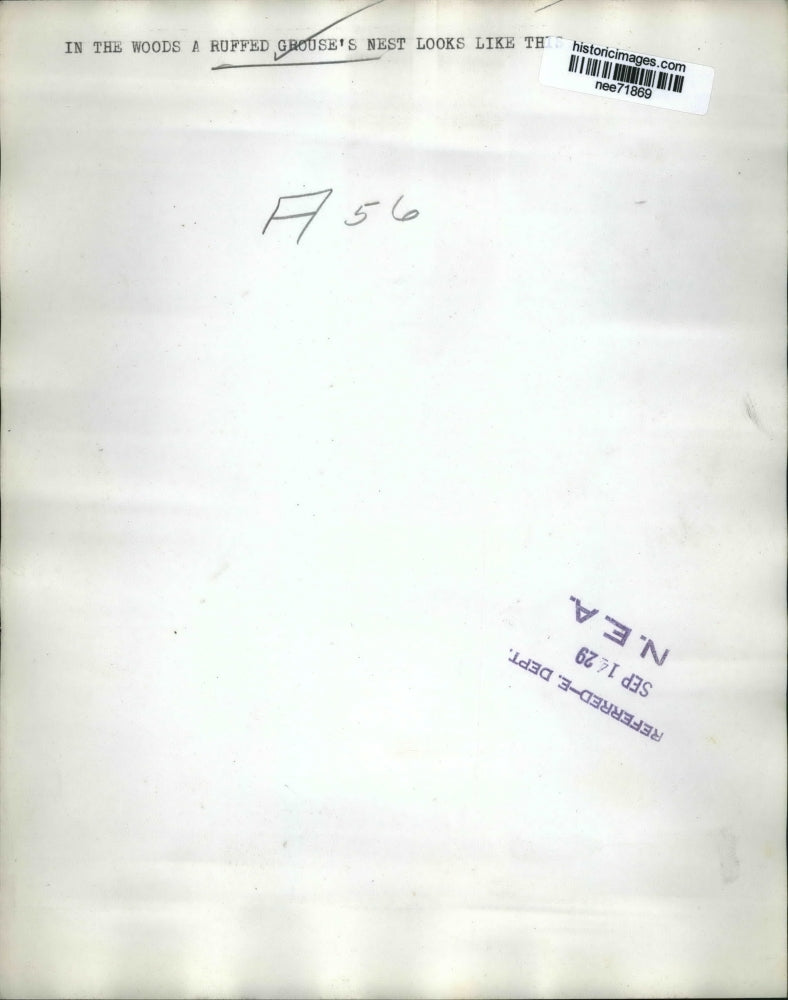 IN THE WOODS A RUFFED GROUSE'S NEST LOOKS LIKE THIS
historicimages.com
nee71869
A 56
REFERRED-E. DEPT.
SEP 14 29
N.E.A.